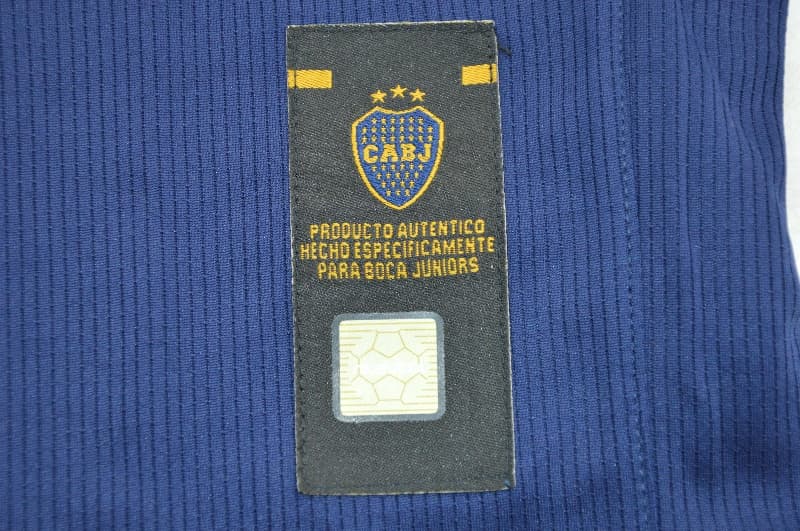 CABJ
PRODUCTO AUTENTICO
HECHO ESPECIFICAMENTE
PARA BOCA JUNIORS